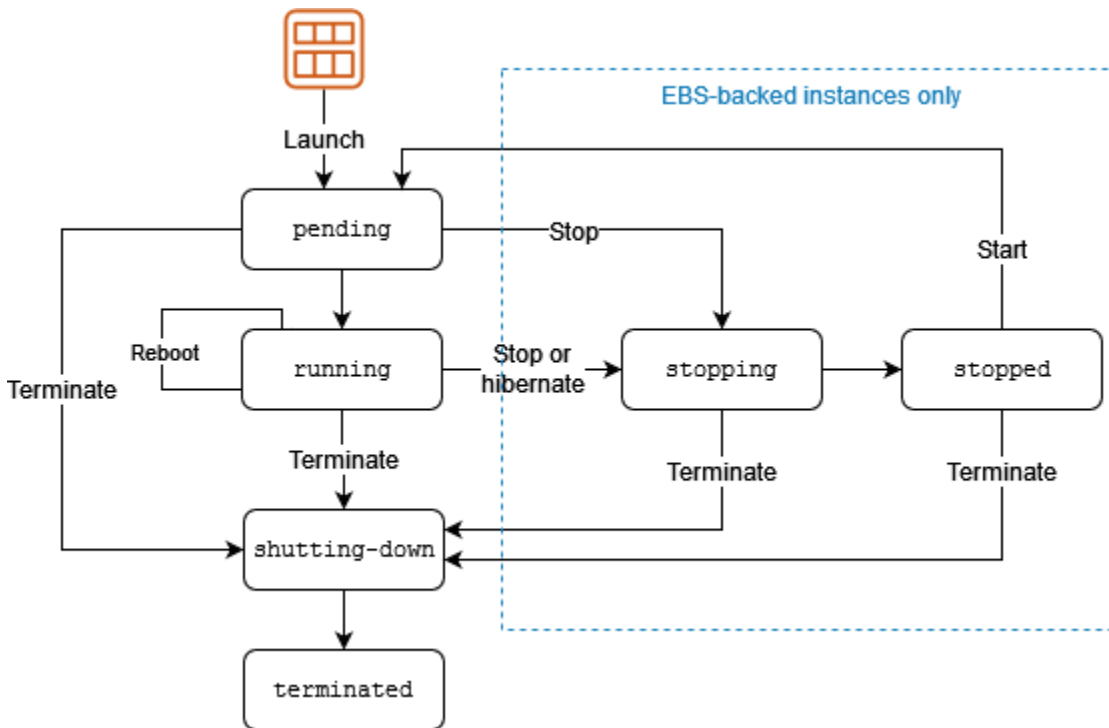 EBS-backed instances only
Launch
pending
Stop
Start
Reboot
running
Stop or
hibernate
stopping
stopped
Terminate
Terminate
Terminate
Terminate
shutting-down
terminated